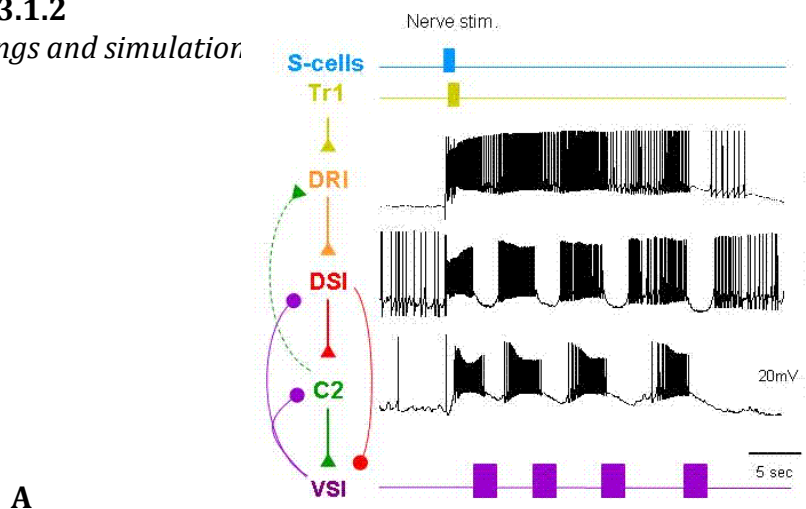 3.1.2
ngs and simulation
Nerve stim.
S-cells
Tr1
DRI
DSI
C2
20mV
5 sec
VSI
A